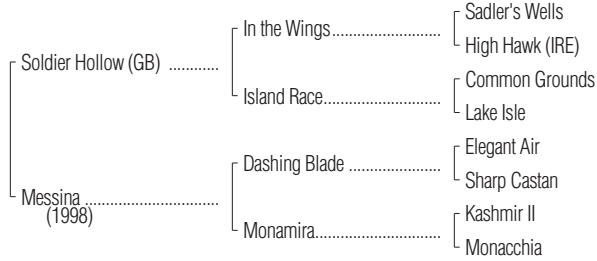 Sadler's Wells
In the Wings
High Hawk (IRE)
Soldier Hollow (GB)
Common Grounds
Island Race
Lake Isle
Elegant Air
Dashing Blade
Sharp Castan
Messina
(1998)
Kashmir II
Monamira
Monacchia